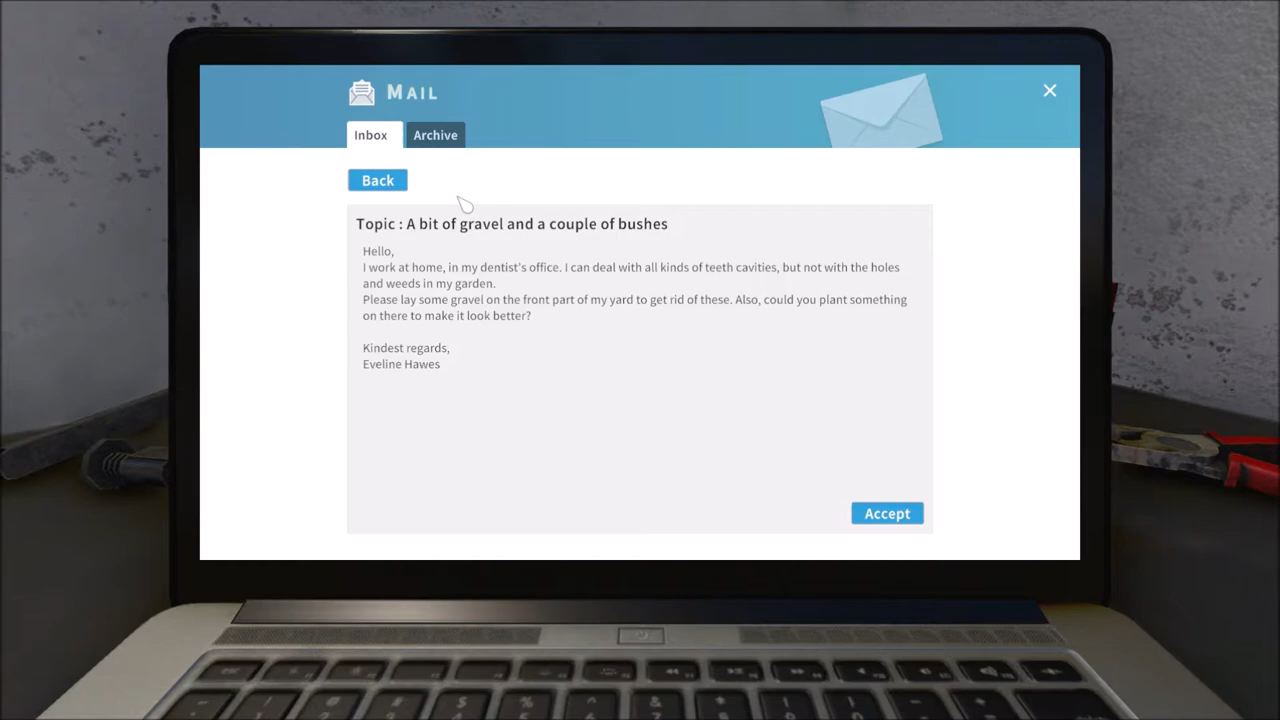 MAIL
Inbox
Archive
Back
Topic : A bit of gravel and a couple of bushes
Hello,
I work at home, in my dentist's office. I can deal with all kinds of teeth cavities, but not with the holes
and weeds in my garden.
Please lay some gravel on the front part of my yard to get rid of these. Also, could you plant something
on there to make it look better?
Kindest regards,
Eveline Hawes
Accept